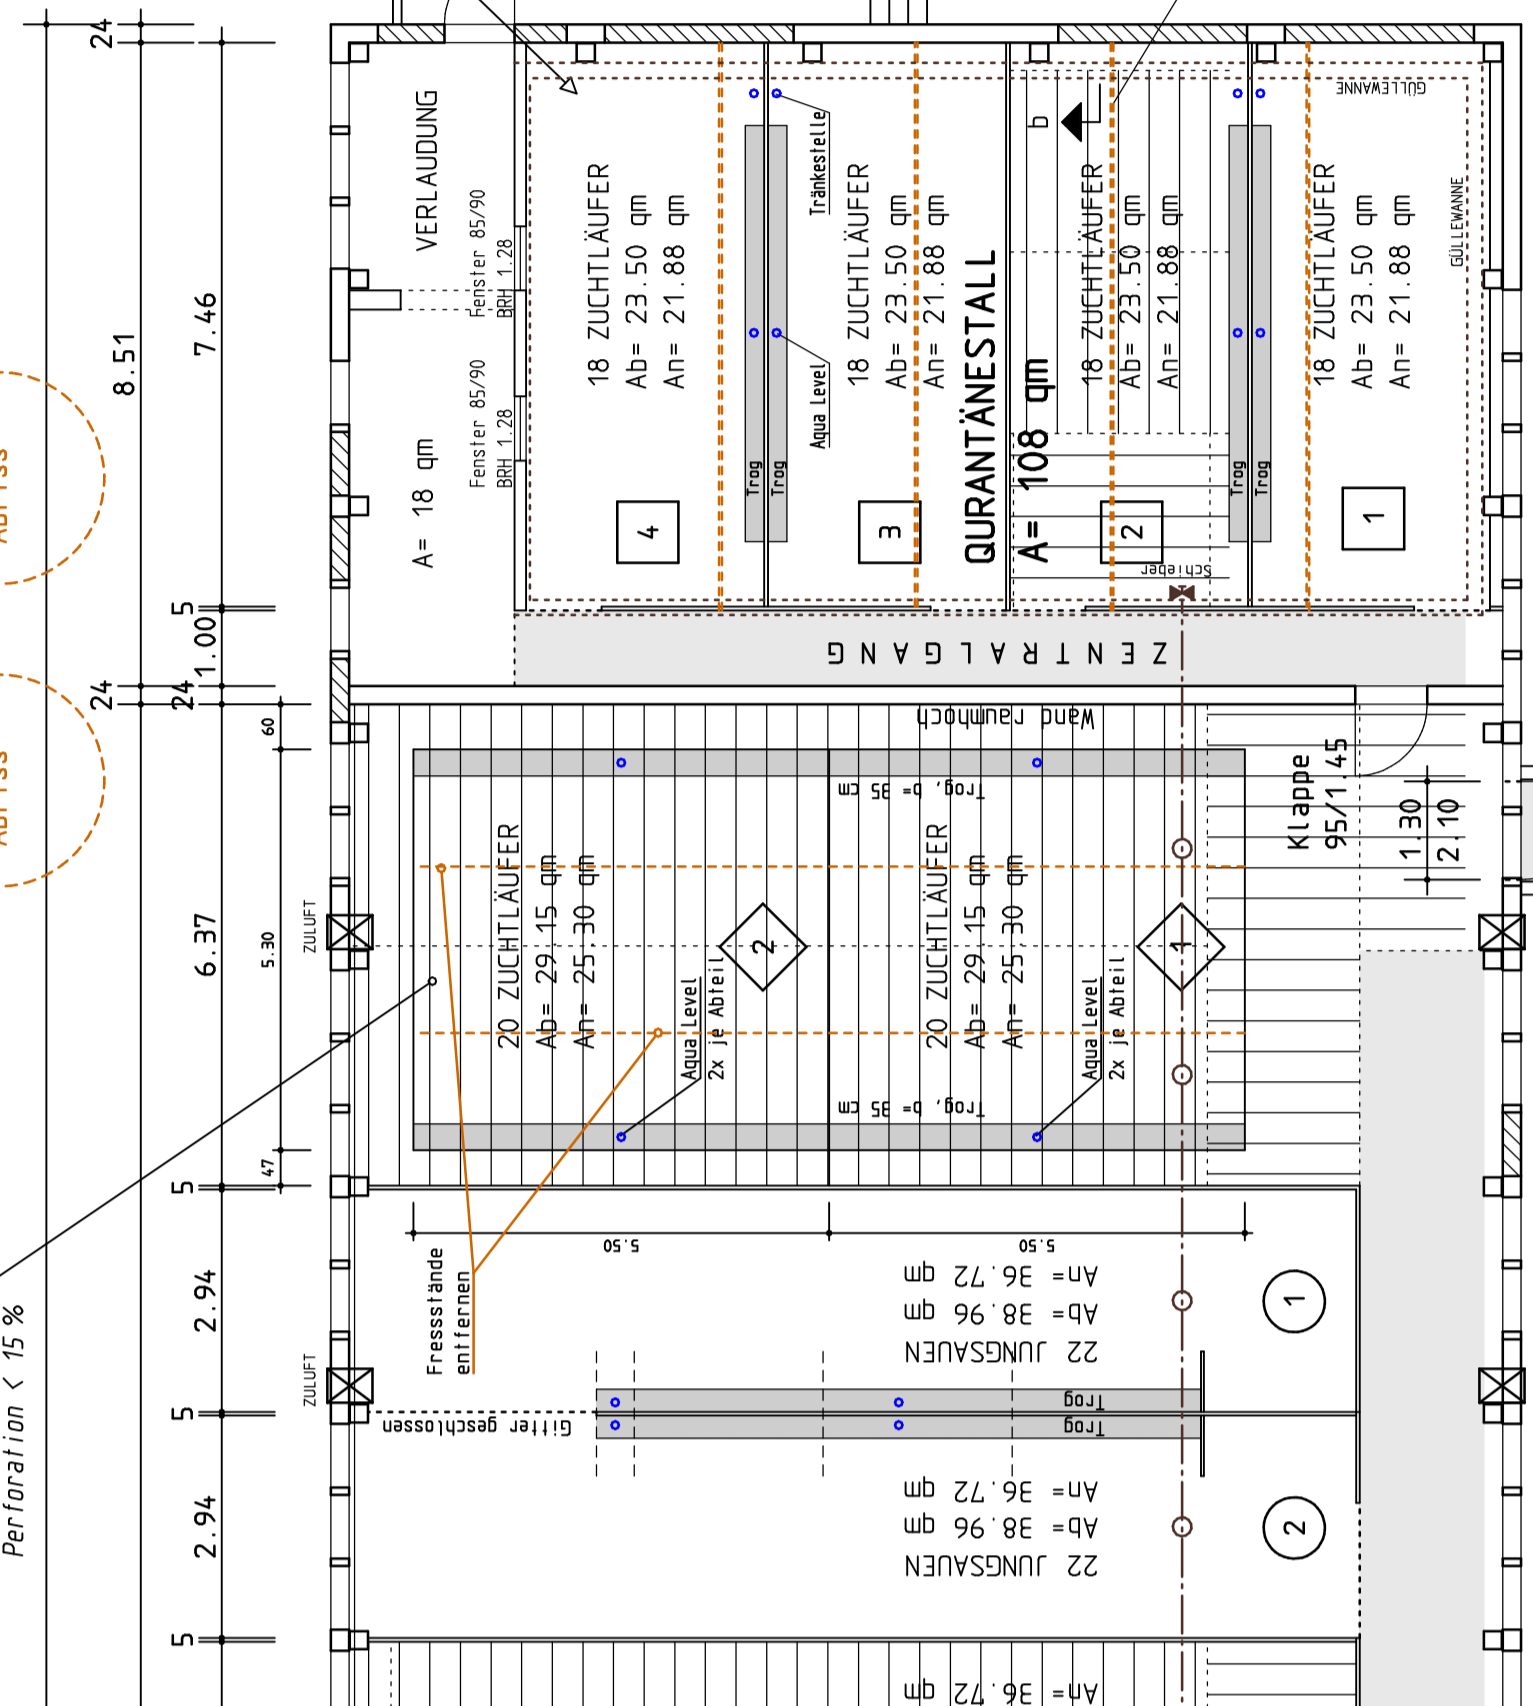 24
8.51
7.46
5
1.00
24
24
60
6.37
5.30
47
5
2.94
5
2.94
5
Abriss
Abriss
Perforation < 15 %
VERLAUDUNG
A= 18 qm
Fenster 85/90
BRH 1.28
Fenster 85/90
BRH 1.28
18 ZUCHTLÄUFER
Ab= 23.50 qm
An= 21.88 qm
4
Trog
Trog
Tränkestelle
Aqua Level
18 ZUCHTLÄUFER
Ab= 23.50 qm
An= 21.88 qm
3
QURANTÄNESTALL
A= 108 qm
b
18 ZUCHTLÄUFER
Ab= 23.50 qm
An= 21.88 qm
2
Schieber
Trog
Trog
18 ZUCHTLÄUFER
Ab= 23.50 qm
An= 21.88 qm
1
GÜLLEWANNE
GÜLLEWANNE
ZENTRALGANG
Wand raumhoch
Trog, b= 35 cm
ZULUFT
20 ZUCHTLÄUFER
Ab= 29.15 qm
An= 25.30 qm
2
Aqua Level
2x je Abteil
20 ZUCHTLÄUFER
Ab= 29.15 qm
An= 25.30 qm
1
Aqua Level
2x je Abteil
Trog, b= 35 cm
Klappe
95/1.45
1.30
2.10
5.50
5.50
Fressstände
entfernen
22 JUNGSAUEN
Ab= 38.96 qm
An= 36.72 qm
1
ZULUFT
Gitter geschlossen
Trog
Trog
22 JUNGSAUEN
Ab= 38.96 qm
An= 36.72 qm
2
An= 36.72 qm